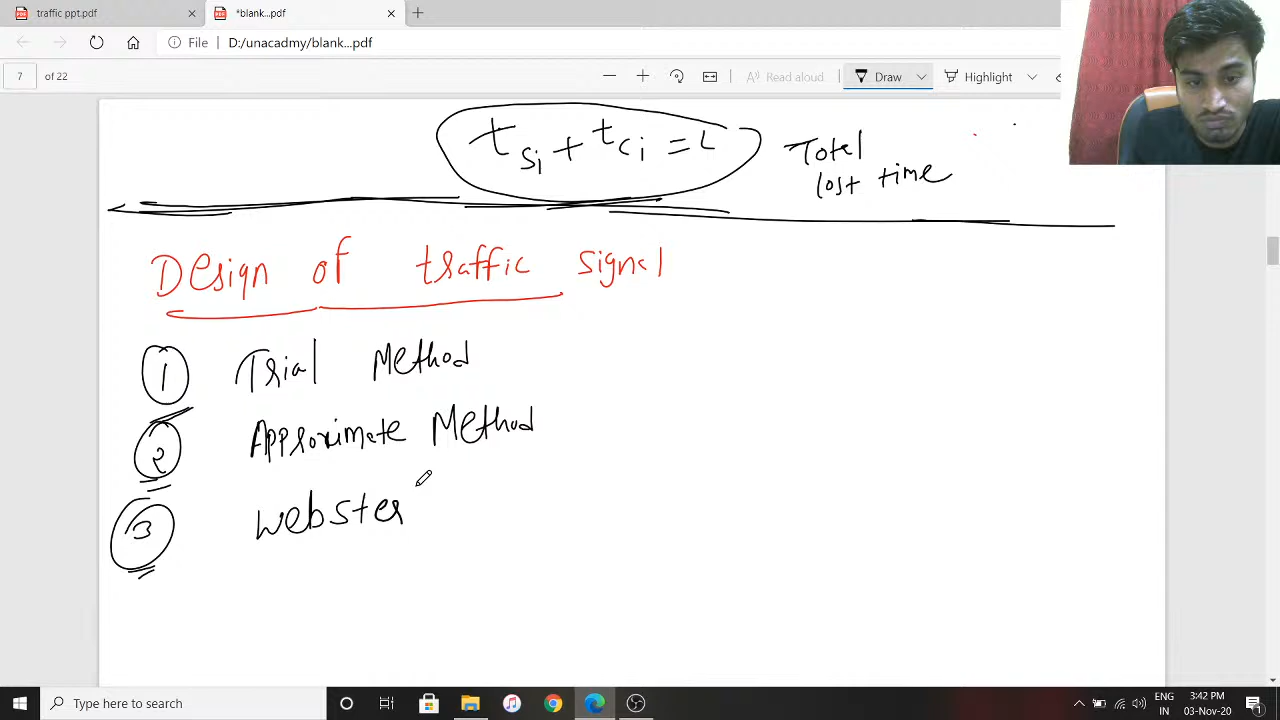 traffic ppt.pdf
*blank...pdf
File D:/unacadmy/blank...pdf
7 of 22
Read aloud
Draw
Highlight
tsi + tci = L
Total
lost time
Design of traffic signal
1 Trial Method
2 Approximate Method
3 Webster
Type here to search
ENG
IN
3:42 PM
03-Nov-20
1